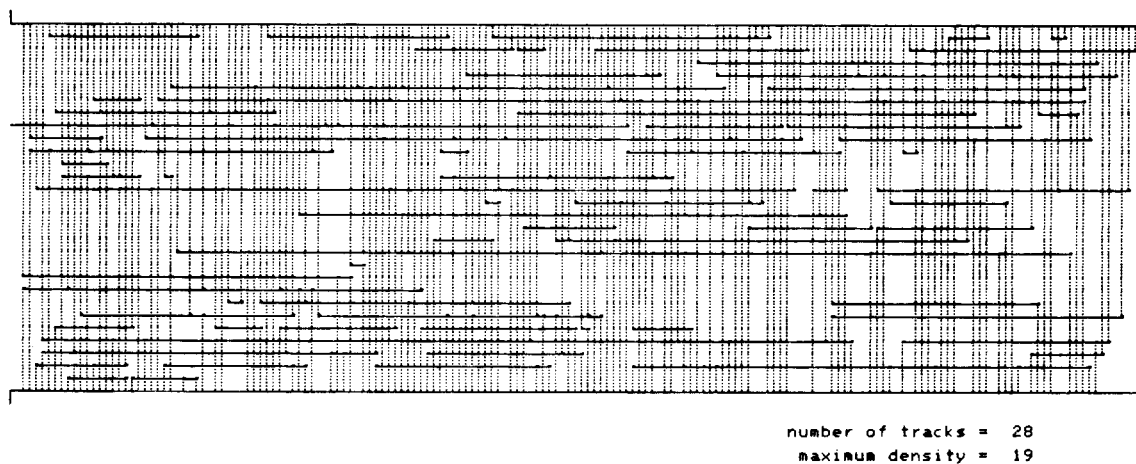 number of tracks = 28
maximum density = 19